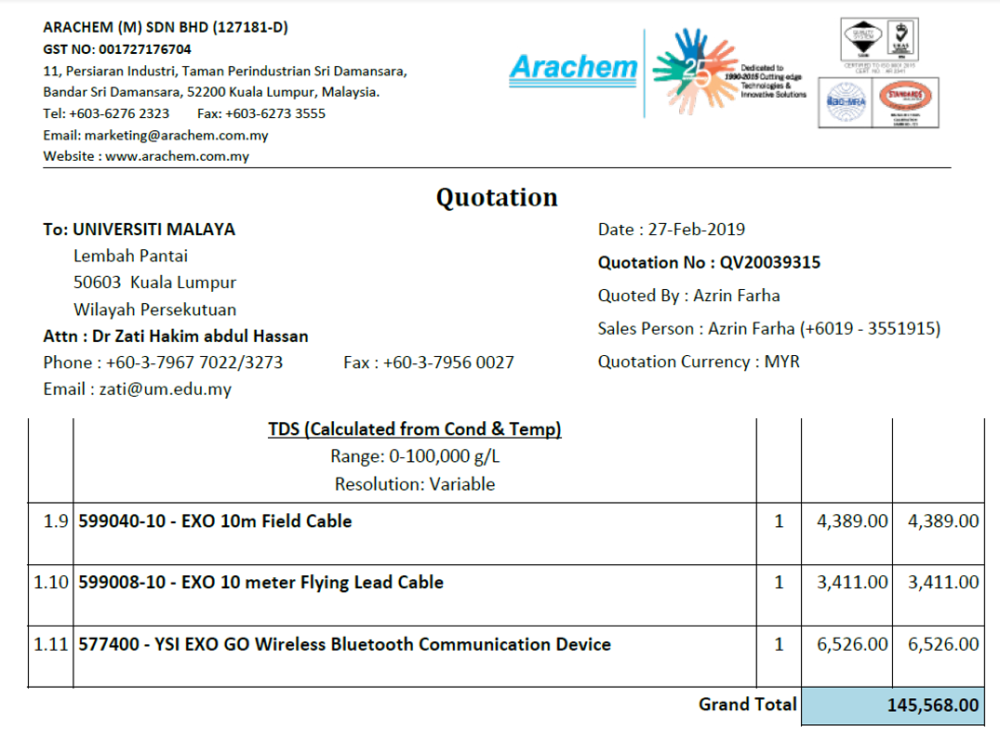 ARACHEM (M) SDN BHD (127181-D)
GST NO: 001727176704
11, Persiaran Industri, Taman Perindustrian Sri Damansara,
Bandar Sri Damansara, 52200 Kuala Lumpur, Malaysia.
Tel: +603-6276 2323 Fax: +603-6273 3555
Email: marketing@arachem.com.my
Website : www.arachem.com.my
Arachem
25
Dedicated to
1990-2015 Cutting-edge
Technologies &
Innovative Solutions
QUALITY
SYSTEM
UKAS
CERTIFIED TO ISO 9001:2015
ilac-MRA
STANDARDS
Quotation
To: UNIVERSITI MALAYA
Lembah Pantai
50603 Kuala Lumpur
Wilayah Persekutuan
Attn : Dr Zati Hakim abdul Hassan
Phone : +60-3-7967 7022/3273 Fax : +60-3-7956 0027
Email : zati@um.edu.my
Date : 27-Feb-2019
Quotation No : QV20039315
Quoted By : Azrin Farha
Sales Person : Azrin Farha (+6019 - 3551915)
Quotation Currency : MYR
TDS (Calculated from Cond & Temp)
Range: 0-100,000 g/L
Resolution: Variable
1.9 599040-10 - EXO 10m Field Cable 1 4,389.00 4,389.00
1.10 599008-10 - EXO 10 meter Flying Lead Cable 1 3,411.00 3,411.00
1.11 577400 - YSI EXO GO Wireless Bluetooth Communication Device 1 6,526.00 6,526.00
Grand Total 145,568.00